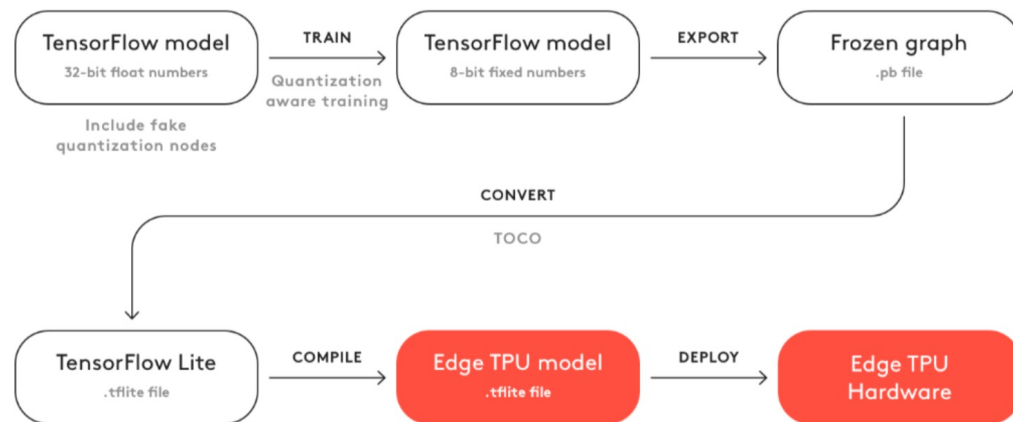 TensorFlow model
32-bit float numbers
Include fake
quantization nodes
TRAIN
Quantization
aware training
TensorFlow model
8-bit fixed numbers
EXPORT
Frozen graph
.pb file
CONVERT
TOCO
TensorFlow Lite
.tflite file
COMPILE
Edge TPU model
.tflite file
DEPLOY
Edge TPU
Hardware